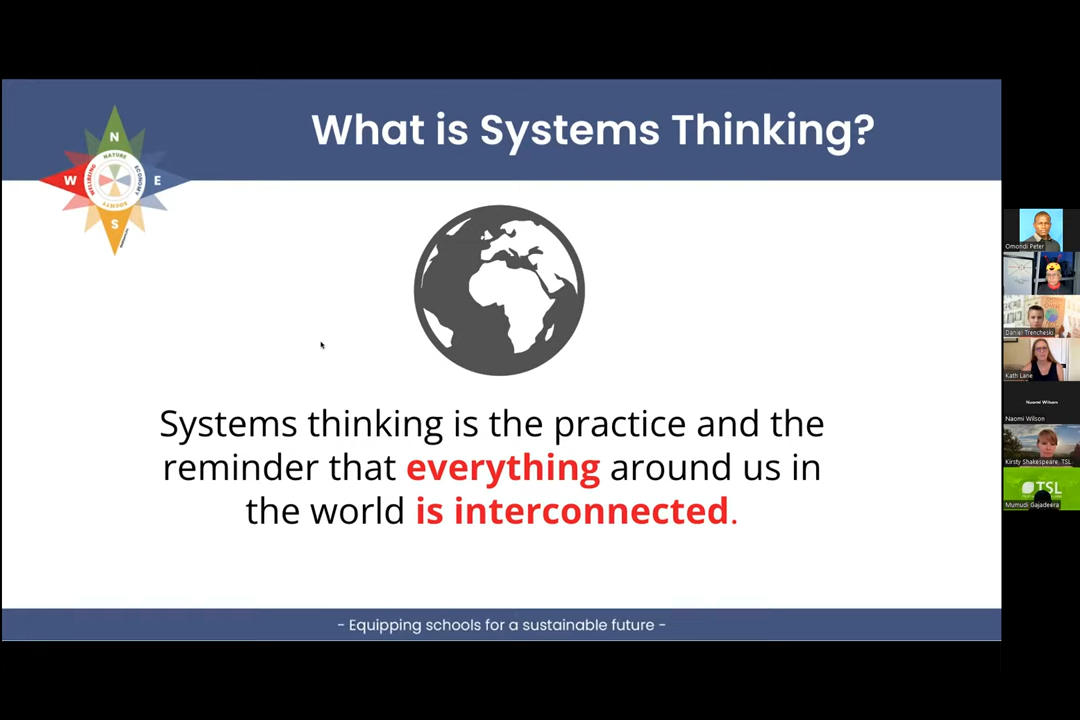 What is Systems Thinking?
N
NATURE
W
WELLBEING
ECONOMY
E
SOCIETY
S
Systems thinking is the practice and the
reminder that everything around us in
the world is interconnected.
- Equipping schools for a sustainable future -
Omondi Peter
Daniel Trencheski
Kath Lane
Naomi Wilson
Naomi Wilson
Kirsty Shakespeare, TSL
TSL
Mumudi Gajadeera